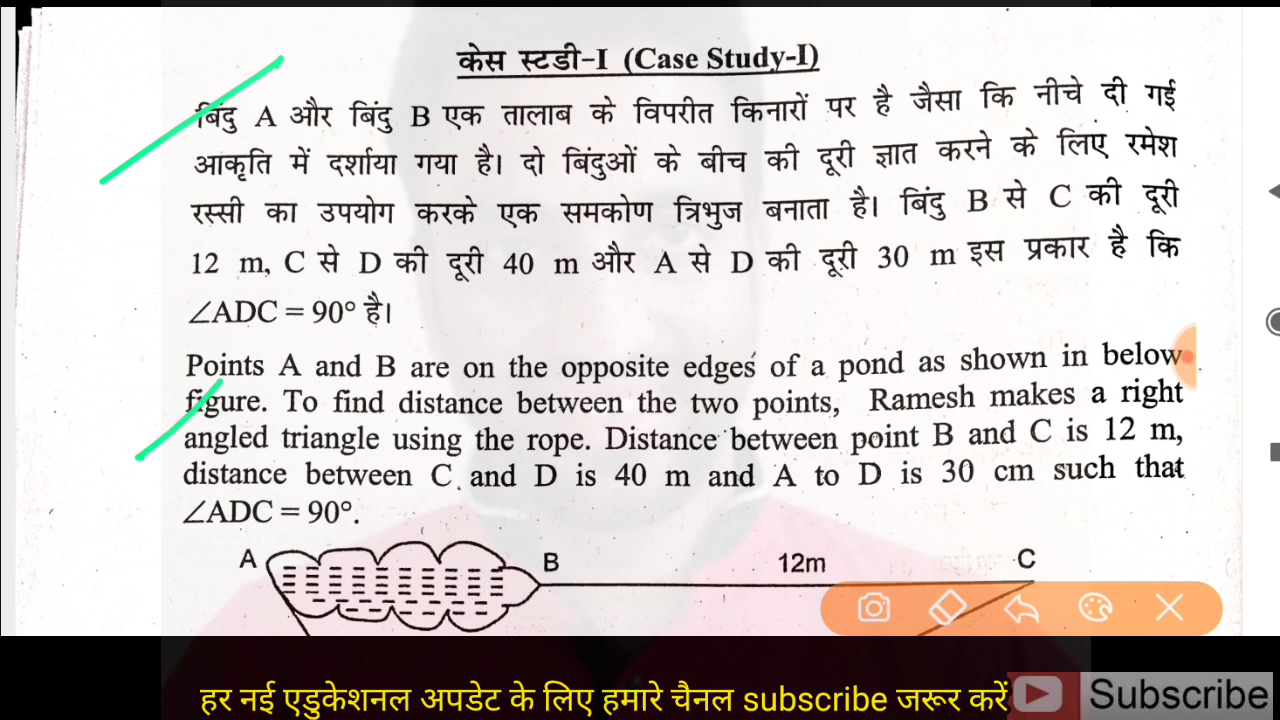 केस स्टडी-I (Case Study-I)
बिंदु A और बिंदु B एक तालाब के विपरीत किनारों पर है जैसा कि नीचे दी गई
आकृति में दर्शाया गया है। दो बिंदुओं के बीच की दूरी ज्ञात करने के लिए रमेश
रस्सी का उपयोग करके एक समकोण त्रिभुज बनाता है। बिंदु B से C की दूरी
12 m, C से D की दूरी 40 m और A से D की दूरी 30 m इस प्रकार है कि
∠ADC = 90° है।
Points A and B are on the opposite edges of a pond as shown in below
figure. To find distance between the two points, Ramesh makes a right
angled triangle using the rope. Distance between point B and C is 12 m,
distance between C and D is 40 m and A to D is 30 cm such that
∠ADC = 90°.
A B 12m C
हर नई एडुकेशनल अपडेट के लिए हमारे चैनल subscribe जरूर करें
Subscribe